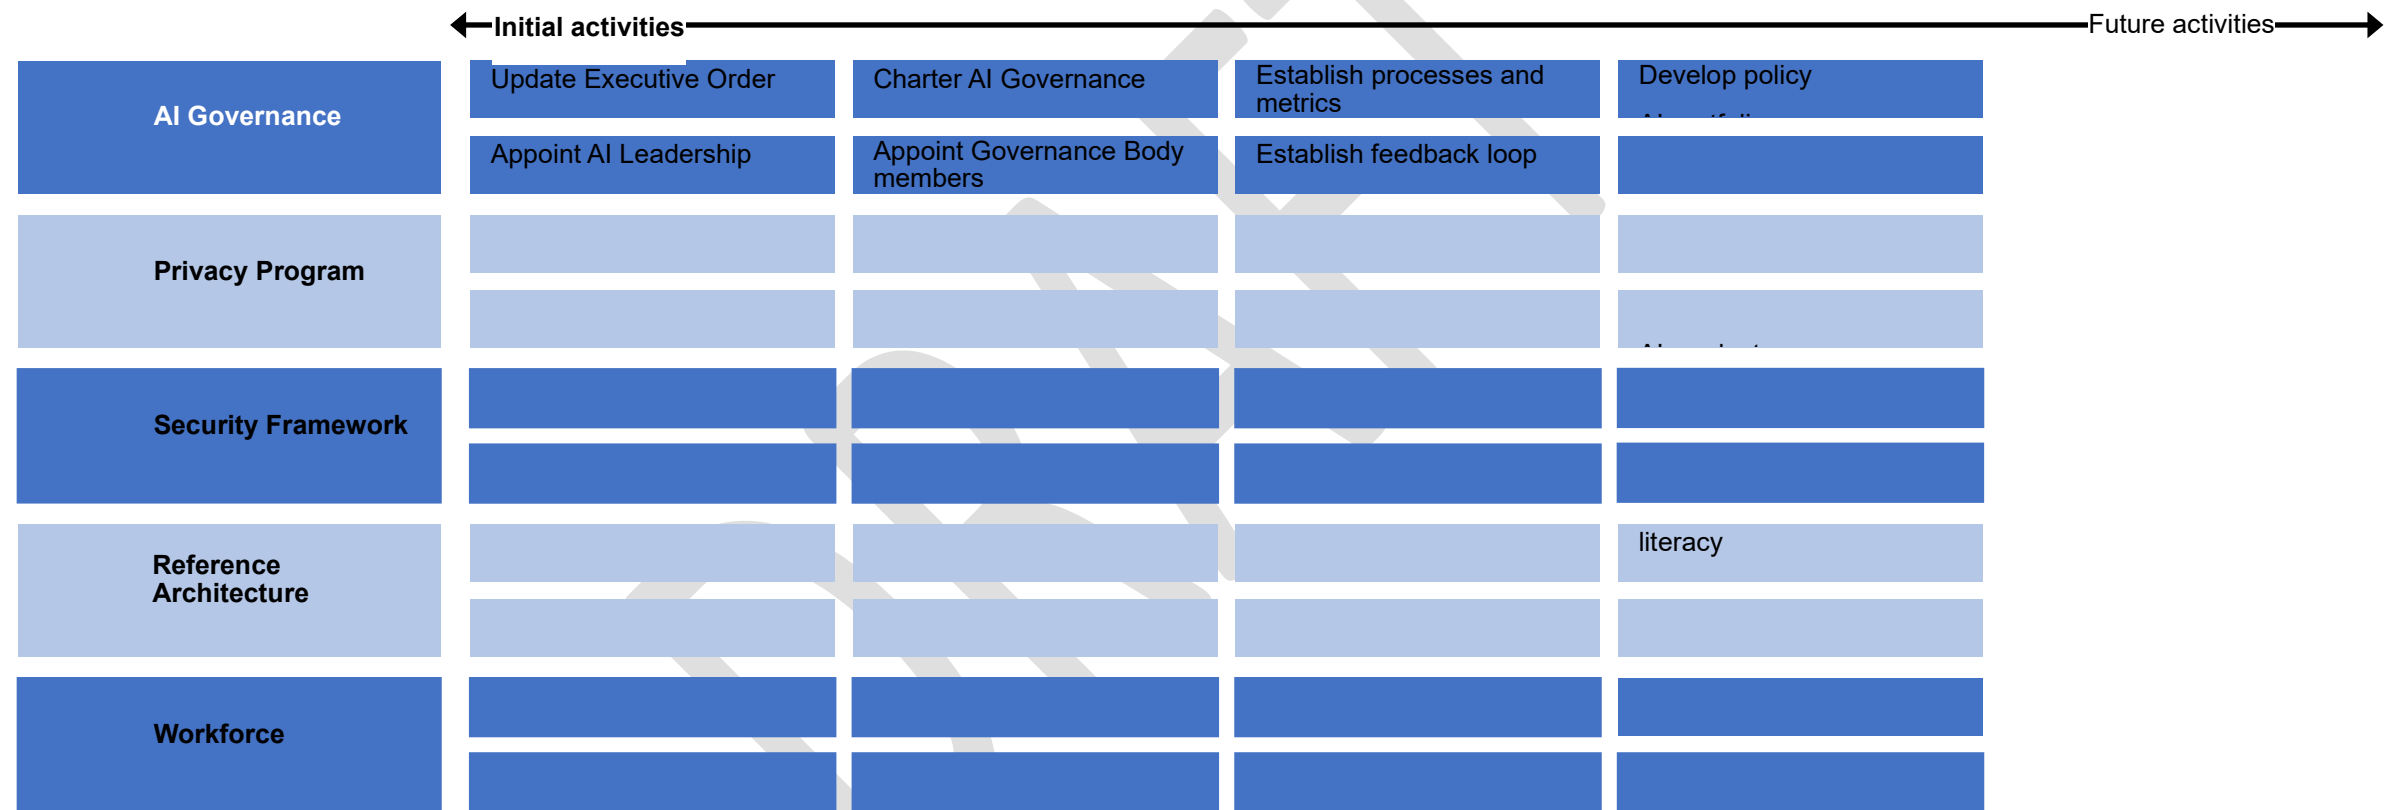 Initial activities
Future activities
AI Governance
Update Executive Order
Charter AI Governance
Establish processes and
metrics
Develop policy
Appoint AI Leadership
Appoint Governance Body
members
Establish feedback loop
Privacy Program
Security Framework
Reference
Architecture
literacy
Workforce